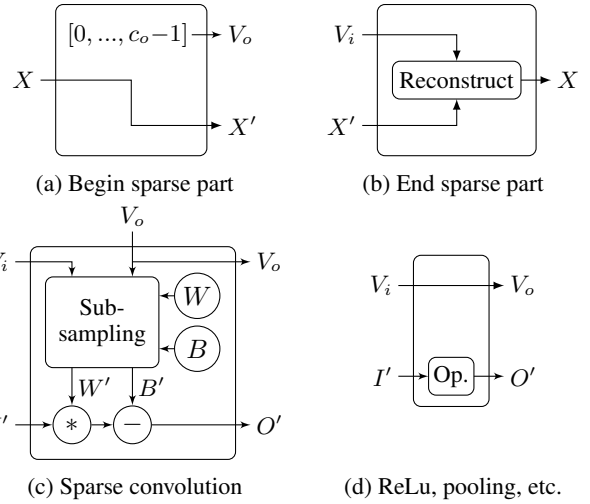 [0, ..., c_o−1]
V_o
X
X′
(a) Begin sparse part
V_i
Reconstruct
X
X′
(b) End sparse part
V_o
V_o
Sub-
sampling
W
B
W′
B′
∗
−
O′
(c) Sparse convolution
V_i
V_o
I′
Op.
O′
(d) ReLu, pooling, etc.